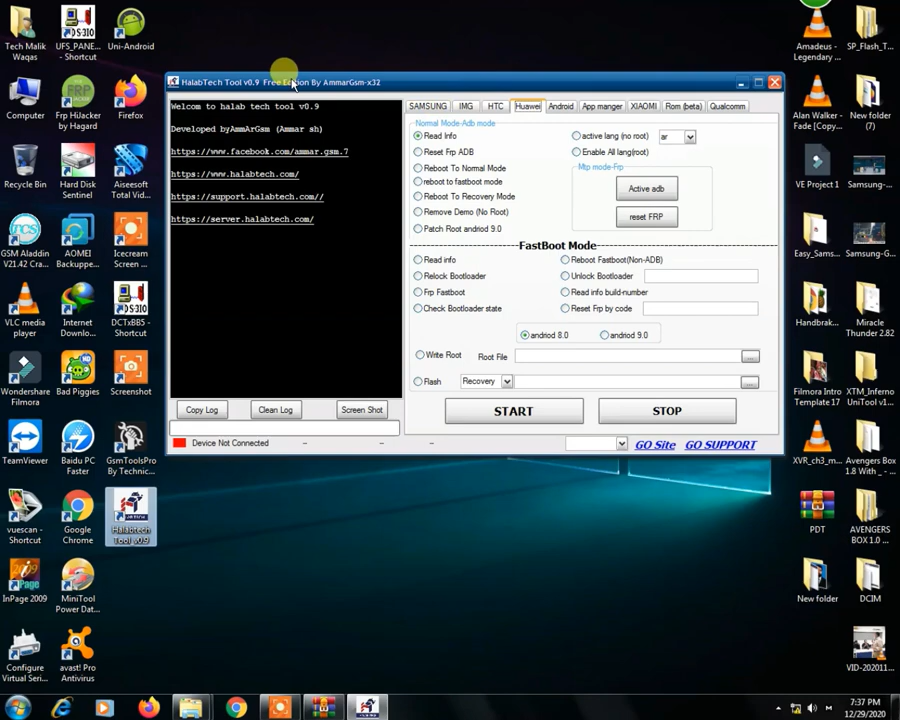 Tech Malik Waqas
UFS_PANE... - Shortcut
Uni-Android
Computer
Frp HiJacker by Hagard
Firefox
Recycle Bin
Hard Disk Sentinel
Aiseesoft Total Vid...
GSM Aladdin V21.42 Cra...
AOMEI Backuppe...
Icecream Screen ...
VLC media player
Internet Downlo...
DCTxBB5 - Shortcut
Wondershare Filmora
Bad Piggies
Screenshot
TeamViewer
Baidu PC Faster
GsmToolsPro By Technic...
vuescan - Shortcut
Google Chrome
Halabtech Tool v0.9
InPage 2009
MiniTool Power Dat...
Configure Virtual Seri...
avast! Pro Antivirus
HalabTech Tool v0.9 Free Edition By AmmarGsm-x32
Welcom to halab tech tool v0.9
Developed byAmmArGsm (Ammar sh)
https://www.facebook.com/ammar.gsm.7
https://www.halabtech.com/
https://support.halabtech.com//
https://server.halabtech.com/
Copy Log
Clean Log
Screen Shot
Device Not Connected – – –
SAMSUNG IMG HTC Huawei Android App manger XIAOMI Rom (beta) Qualcomm
Normal Mode-Adb mode
Read Info
Reset Frp ADB
Reboot To Normal Mode
reboot to fastboot mode
Reboot To Recovery Mode
Remove Demo (No Root)
Patch Root andriod 9.0
active lang (no root) ar
Enable All lang(root)
Mtp mode-Frp
Active adb
reset FRP
FastBoot Mode
Read info
Reboot Fastboot(Non-ADB)
Relock Bootloader
Unlock Bootloader
Frp Fastboot
Read info build-number
Check Bootloader state
Reset Frp by code
andriod 8.0
andriod 9.0
Write Root
Root File
...
Flash
Recovery
...
START
STOP
GO Site
GO SUPPORT
Amadeus - Legendary ...
SP_Flash_T...
Alan Walker - Fade [Copy...
New folder (7)
VE Project 1
Samsung-...
Easy_Sams...
Samsung-G...
Handbrak...
Miracle Thunder 2.82
Filmora Intro Template 17
XTM_Inferno UniTool v1...
XVR_ch3_m...
Avengers Box 1.8 With _ -...
PDT
AVENGERS BOX 1.0 ...
New folder
DCIM
VID-202011...
7:37 PM
12/29/2020